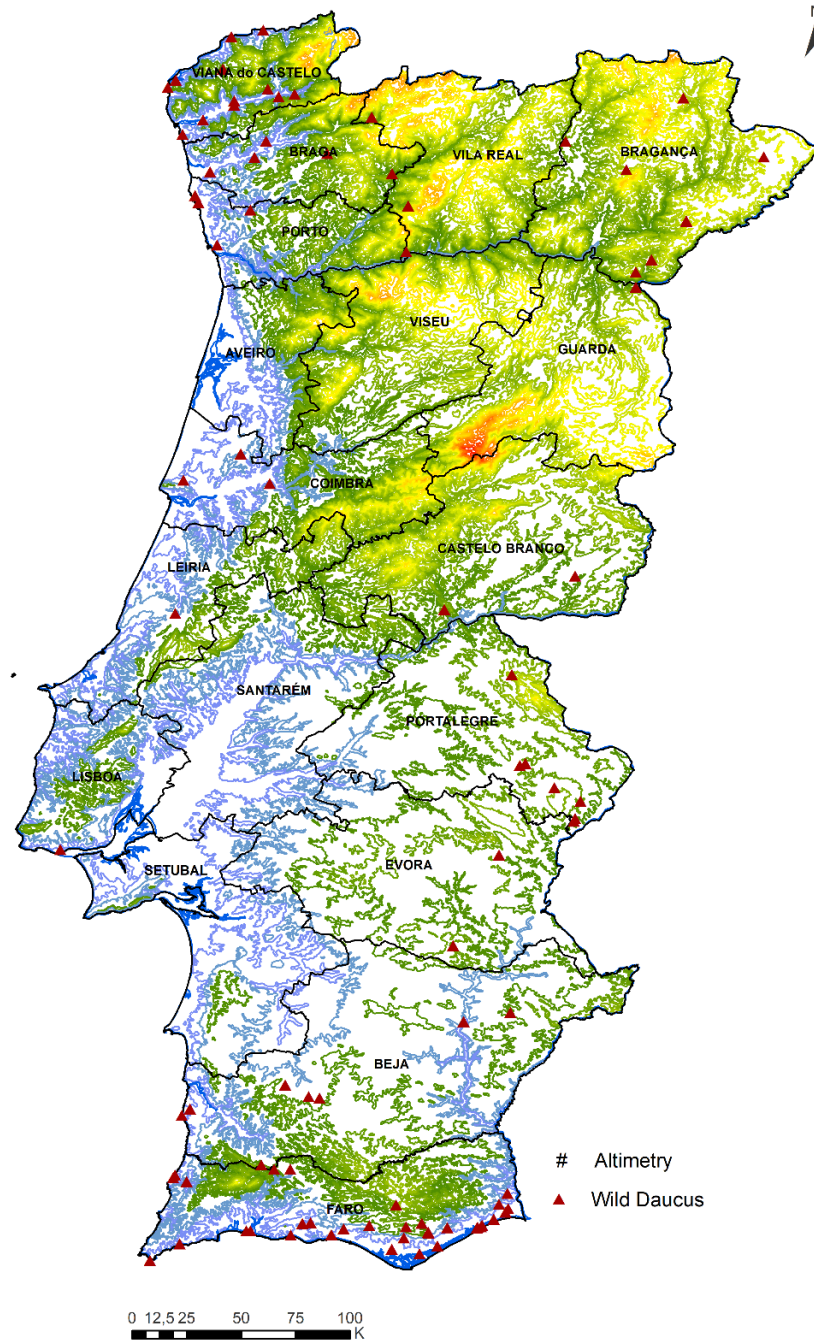 N
VIANA do CASTELO
BRAGA
VILA REAL
BRAGANÇA
PORTO
VISEU
AVEIRO
GUARDA
COIMBRA
CASTELO BRANCO
LEIRIA
SANTARÉM
PORTALEGRE
LISBOA
EVORA
SETUBAL
BEJA
# Altimetry
Wild Daucus
FARO
0 12,5 25 50 75 100
K